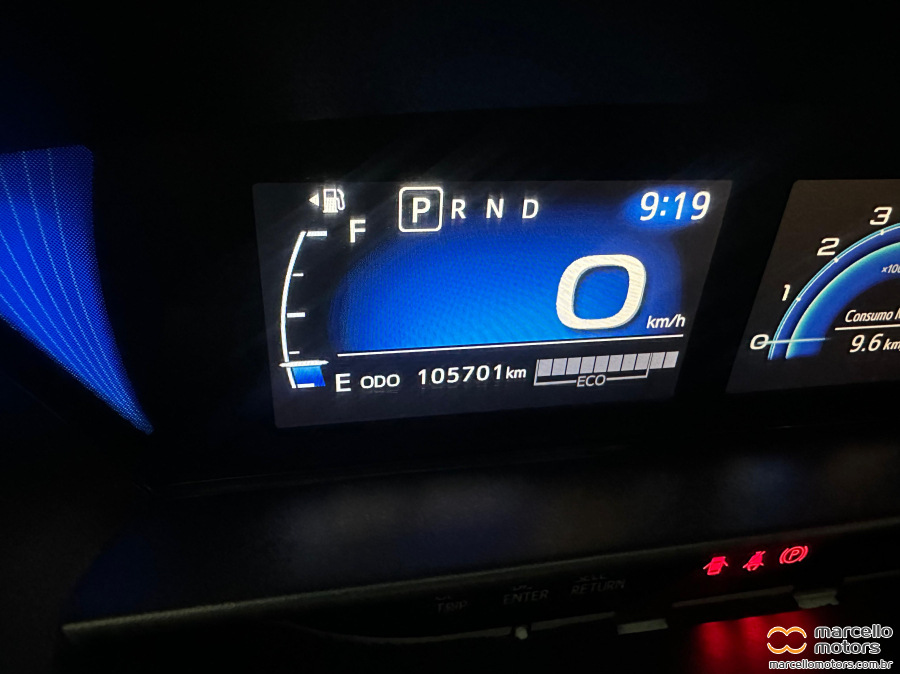 P R N D
9:19
F
0
km/h
E ODO 105701 km
ECO
3
2
1
0
Consumo
9.6 km
TRIP ENTER RETURN
P
marcello
motors
marcellomotors.com.br